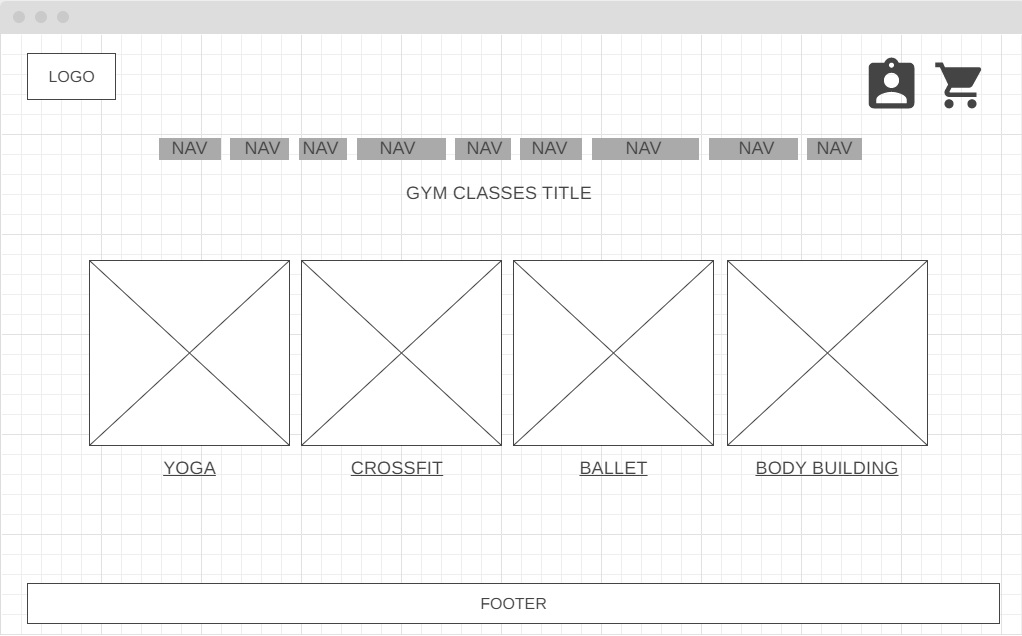 LOGO
NAV NAV NAV NAV NAV NAV NAV NAV NAV
GYM CLASSES TITLE
YOGA CROSSFIT BALLET BODY BUILDING
FOOTER